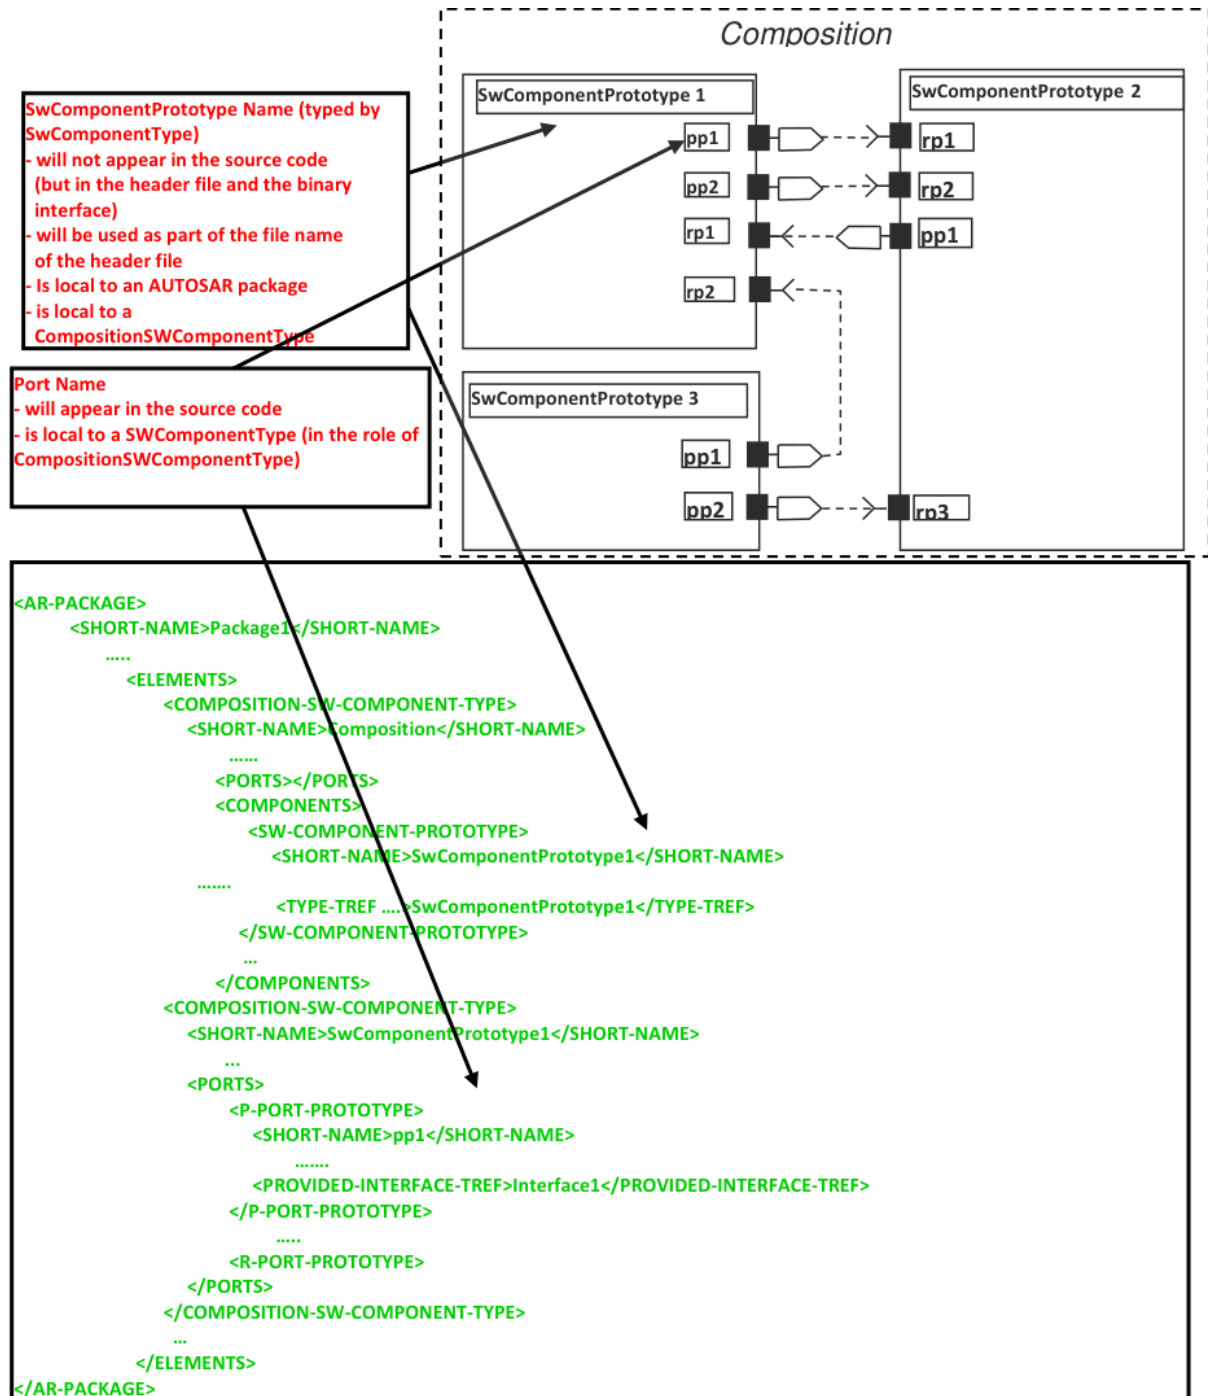 Composition
SwComponentPrototype Name (typed by
SwComponentType)
- will not appear in the source code
(but in the header file and the binary
interface)
- will be used as part of the file name
of the header file
- Is local to an AUTOSAR package
- is local to a
CompositionSWComponentType
Port Name
- will appear in the source code
- is local to a SWComponentType (in the role of
CompositionSWComponentType)
SwComponentPrototype 1
pp1
pp2
rp1
rp2
SwComponentPrototype 2
rp1
rp2
pp1
rp3
SwComponentPrototype 3
pp1
pp2
<AR-PACKAGE>
<SHORT-NAME>Package1</SHORT-NAME>
.....
<ELEMENTS>
<COMPOSITION-SW-COMPONENT-TYPE>
<SHORT-NAME>Composition</SHORT-NAME>
......
<PORTS></PORTS>
<COMPONENTS>
<SW-COMPONENT-PROTOTYPE>
<SHORT-NAME>SwComponentPrototype1</SHORT-NAME>
.......
<TYPE-TREF .....>SwComponentPrototype1</TYPE-TREF>
</SW-COMPONENT-PROTOTYPE>
...
</COMPONENTS>
<COMPOSITION-SW-COMPONENT-TYPE>
<SHORT-NAME>SwComponentPrototype1</SHORT-NAME>
...
<PORTS>
<P-PORT-PROTOTYPE>
<SHORT-NAME>pp1</SHORT-NAME>
.......
<PROVIDED-INTERFACE-TREF>Interface1</PROVIDED-INTERFACE-TREF>
</P-PORT-PROTOTYPE>
.....
<R-PORT-PROTOTYPE>
</PORTS>
</COMPOSITION-SW-COMPONENT-TYPE>
...
</ELEMENTS>
</AR-PACKAGE>